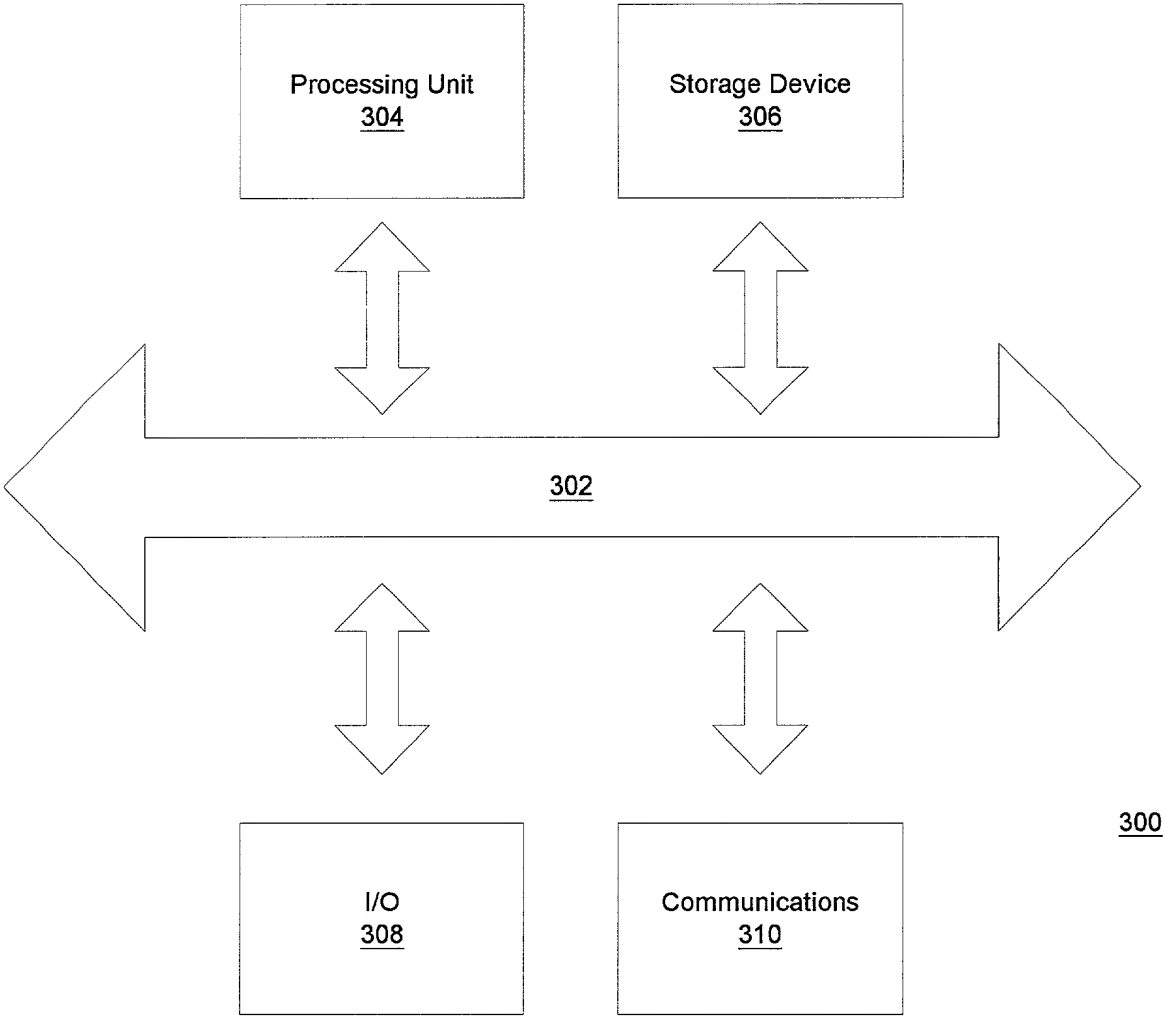 Processing Unit
304
Storage Device
306
302
300
I/O
308
Communications
310